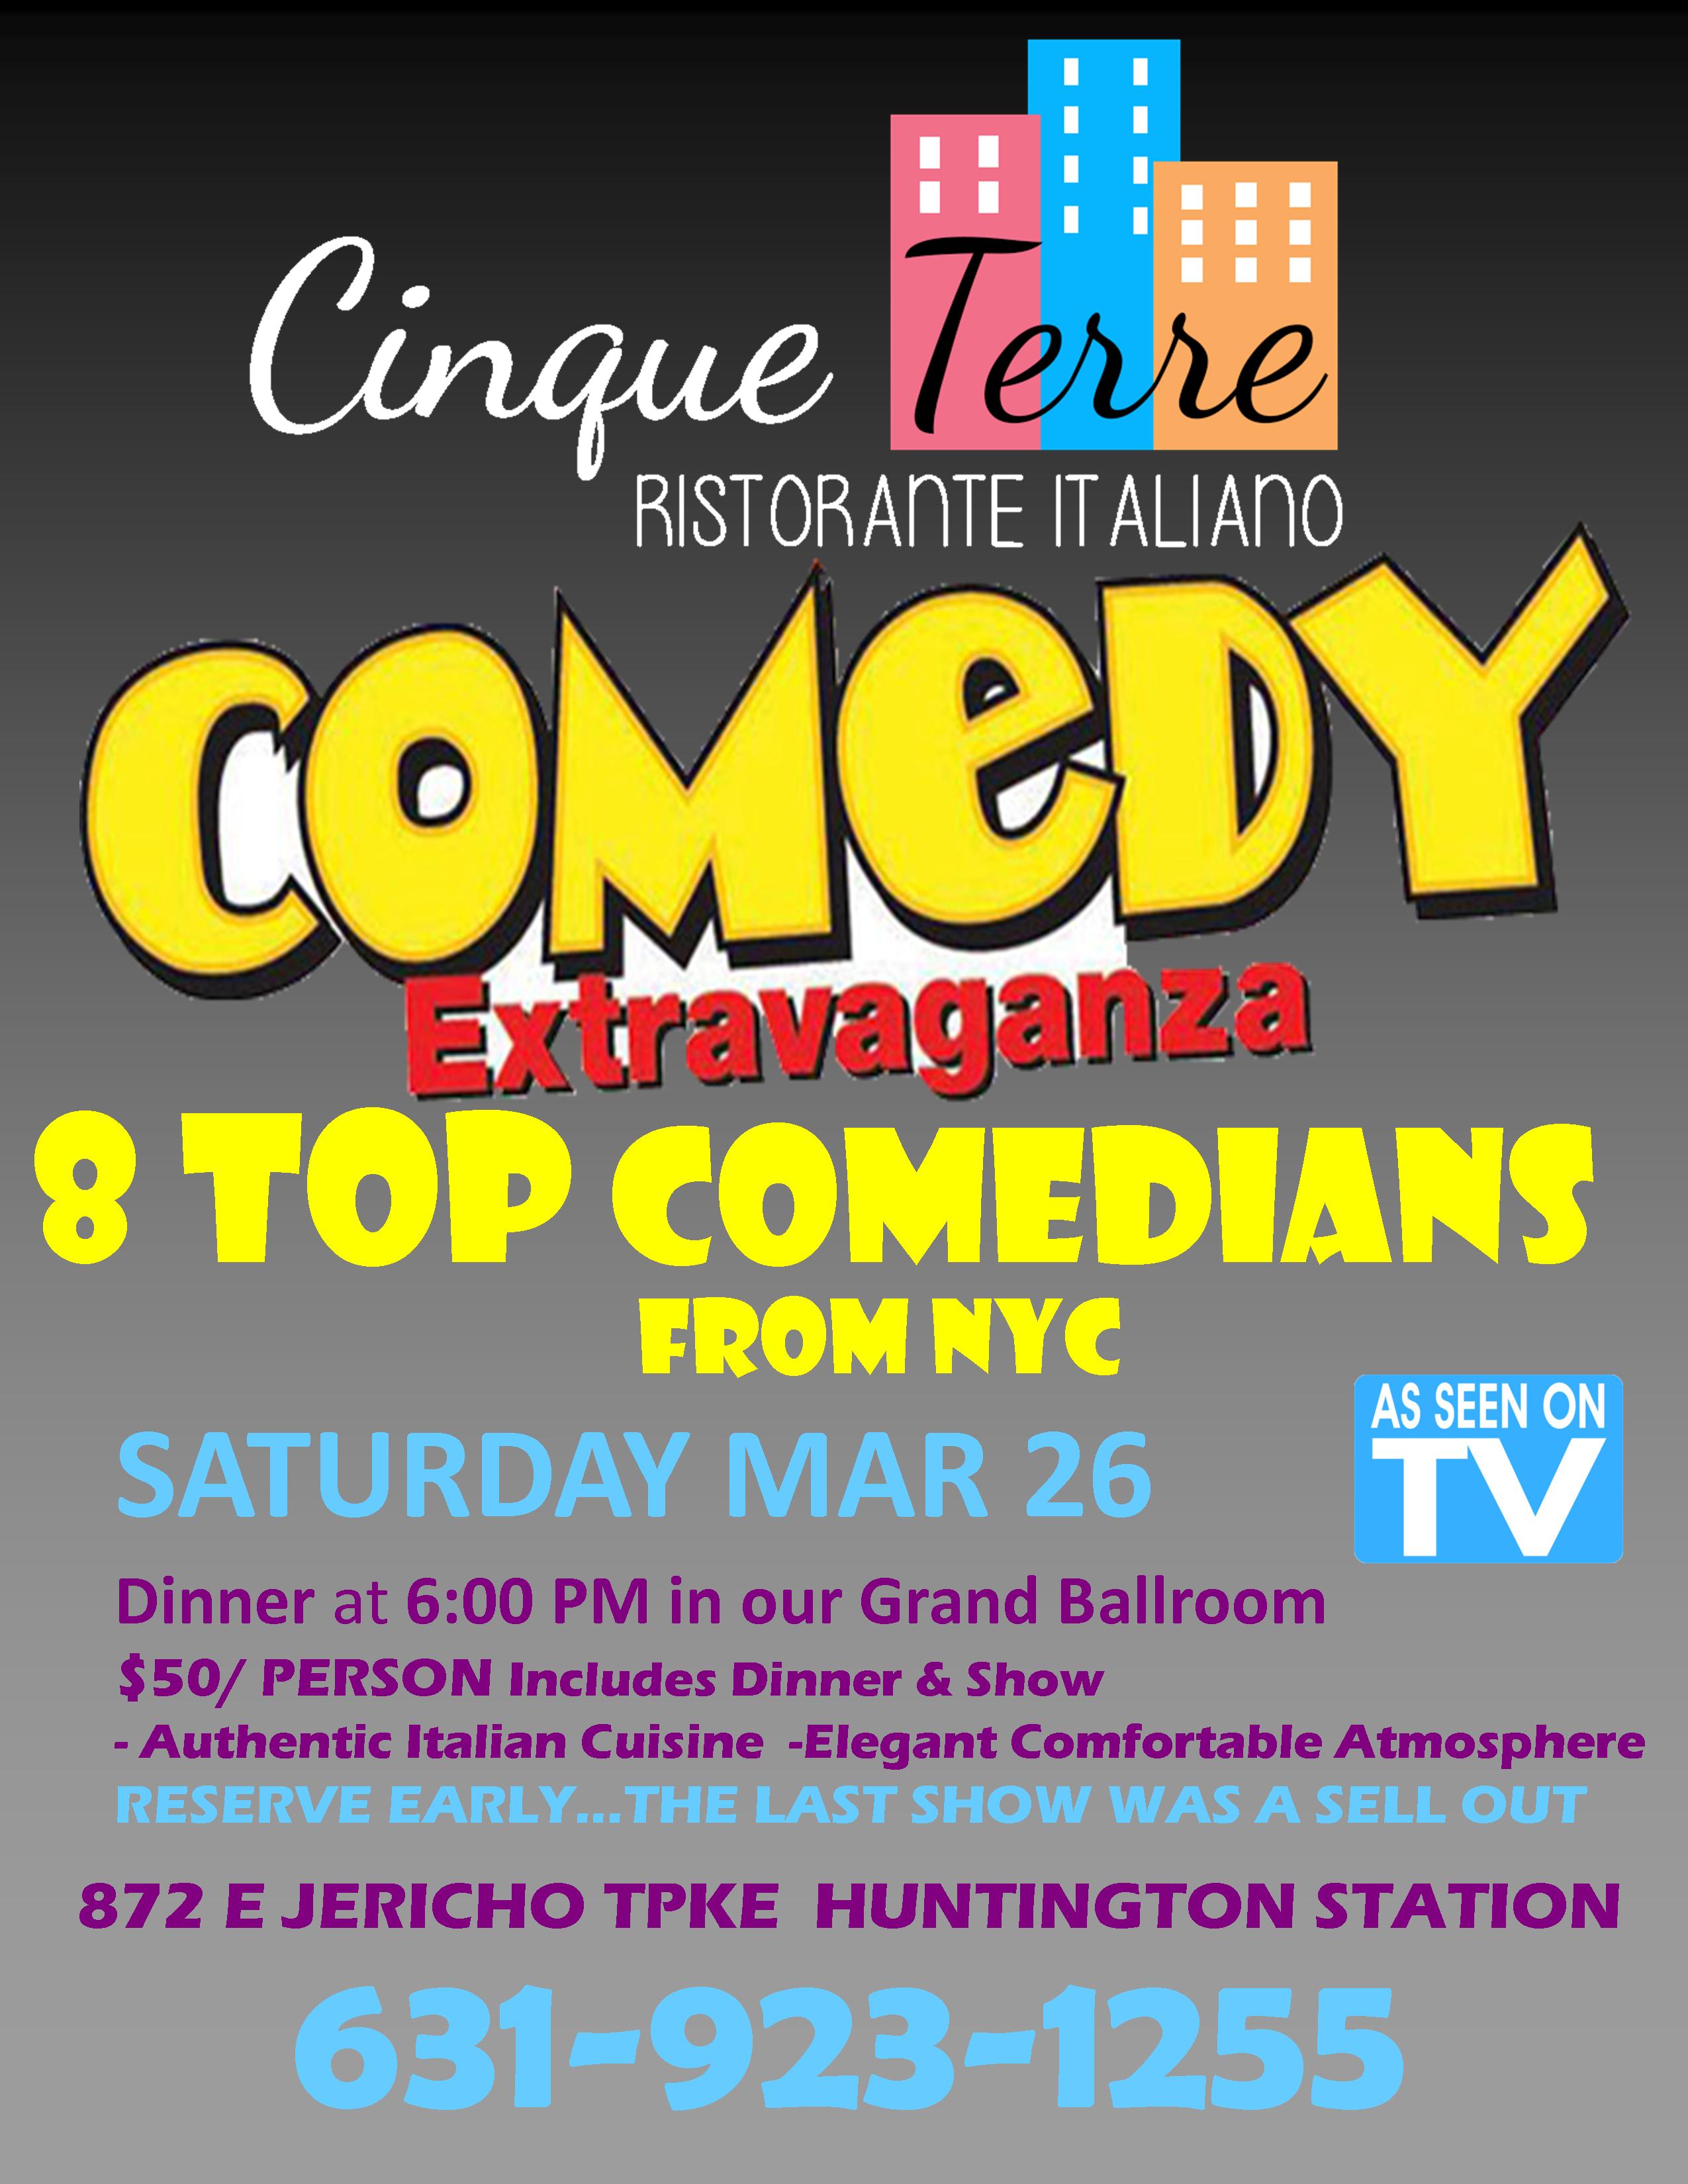 Cinque Terre
RISTORANTE ITALIANO
COMeDY
Extravaganza
8 TOP COMEDIANS
FROM NYC
AS SEEN ON
TV
SATURDAY MAR 26
Dinner at 6:00 PM in our Grand Ballroom
$50/ PERSON Includes Dinner & Show
- Authentic Italian Cuisine -Elegant Comfortable Atmosphere
RESERVE EARLY...THE LAST SHOW WAS A SELL OUT
872 E JERICHO TPKE HUNTINGTON STATION
631-923-1255